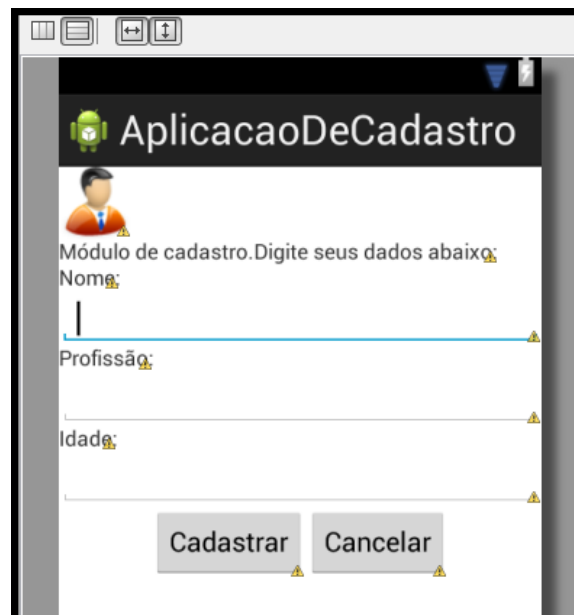 AplicacaoDeCadastro
Módulo de cadastro.Digite seus dados abaixo:
Nome:
Profissão:
Idade:
Cadastrar Cancelar